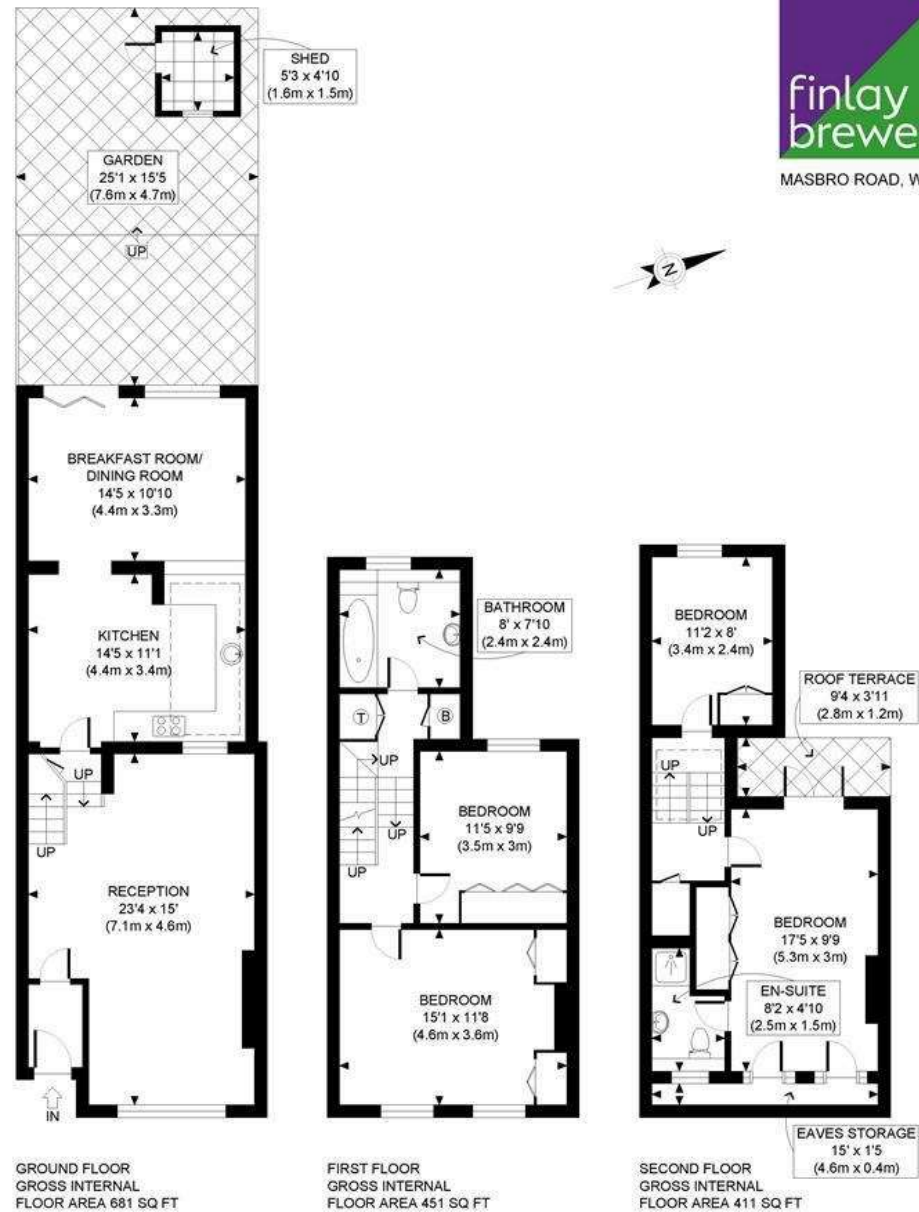 finlay
brewe
MASBRO ROAD, W
SHED
5'3 x 4'10
(1.6m x 1.5m)
GARDEN
25'1 x 15'5
(7.6m x 4.7m)
UP
N
BREAKFAST ROOM/
DINING ROOM
14'5 x 10'10
(4.4m x 3.3m)
KITCHEN
14'5 x 11'1
(4.4m x 3.4m)
UP
UP
RECEPTION
23'4 x 15'
(7.1m x 4.6m)
IN
GROUND FLOOR
GROSS INTERNAL
FLOOR AREA 681 SQ FT
BATHROOM
8' x 7'10
(2.4m x 2.4m)
T
B
UP
UP
UP
BEDROOM
11'5 x 9'9
(3.5m x 3m)
BEDROOM
15'1 x 11'8
(4.6m x 3.6m)
FIRST FLOOR
GROSS INTERNAL
FLOOR AREA 451 SQ FT
BEDROOM
11'2 x 8'
(3.4m x 2.4m)
ROOF TERRACE
9'4 x 3'11
(2.8m x 1.2m)
UP
UP
BEDROOM
17'5 x 9'9
(5.3m x 3m)
EN-SUITE
8'2 x 4'10
(2.5m x 1.5m)
EAVES STORAGE
15' x 1'5
(4.6m x 0.4m)
SECOND FLOOR
GROSS INTERNAL
FLOOR AREA 411 SQ FT